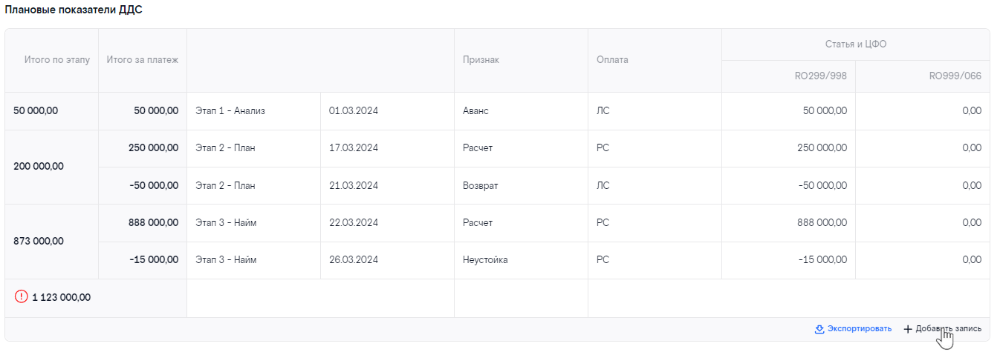 Плановые показатели ДДС
Итого по этапу Итого за платеж Признак Оплата Статья и ЦФО
RO299/998 RO999/066
50 000,00 50 000,00 Этап 1 - Анализ 01.03.2024 Аванс ЛС 50 000,00 0,00
200 000,00 250 000,00 Этап 2 - План 17.03.2024 Расчет РС 250 000,00 0,00
-50 000,00 Этап 2 - План 21.03.2024 Возврат ЛС -50 000,00 0,00
873 000,00 888 000,00 Этап 3 - Найм 22.03.2024 Расчет РС 888 000,00 0,00
-15 000,00 Этап 3 - Найм 26.03.2024 Неустойка РС -15 000,00 0,00
1 123 000,00
Экспортировать + Добавить запись